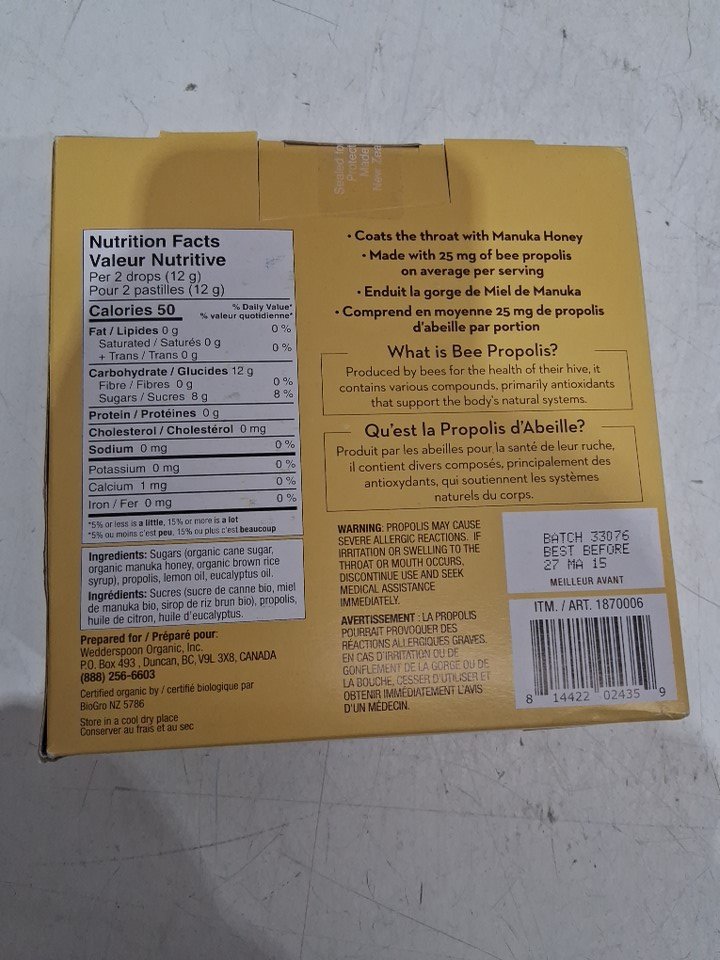 Sealed fo
Protect
Made
New Zea
Nutrition Facts
Valeur Nutritive
Per 2 drops (12 g)
Pour 2 pastilles (12 g)
Calories 50
% Daily Value*
% valeur quotidienne*
Fat / Lipides 0 g 0 %
Saturated / Saturés 0 g
+ Trans / Trans 0 g 0 %
Carbohydrate / Glucides 12 g
Fibre / Fibres 0 g 0 %
Sugars / Sucres 8 g 8 %
Protein / Protéines 0 g
Cholesterol / Cholestérol 0 mg
Sodium 0 mg 0 %
Potassium 0 mg 0 %
Calcium 1 mg 0 %
Iron / Fer 0 mg 0 %
*5% or less is a little, 15% or more is a lot
*5% ou moins c'est peu, 15% ou plus c'est beaucoup
Ingredients: Sugars (organic cane sugar,
organic manuka honey, organic brown rice
syrup), propolis, lemon oil, eucalyptus oil.
Ingrédients: Sucres (sucre de canne bio, miel
de manuka bio, sirop de riz brun bio), propolis,
huile de citron, huile d'eucalyptus.
Prepared for / Préparé pour:
Wedderspoon Organic, Inc.
P.O. Box 493 , Duncan, BC, V9L 3X8, CANADA
(888) 256-6603
Certified organic by / certifié biologique par
BioGro NZ 5786
Store in a cool dry place
Conserver au frais et au sec
• Coats the throat with Manuka Honey
• Made with 25 mg of bee propolis
on average per serving
• Enduit la gorge de Miel de Manuka
• Comprend en moyenne 25 mg de propolis
d'abeille par portion
What is Bee Propolis?
Produced by bees for the health of their hive, it
contains various compounds, primarily antioxidants
that support the body's natural systems.
Qu'est la Propolis d'Abeille?
Produit par les abeilles pour la santé de leur ruche,
il contient divers composés, principalement des
antioxydants, qui soutiennent les systèmes
naturels du corps.
WARNING: PROPOLIS MAY CAUSE
SEVERE ALLERGIC REACTIONS. IF
IRRITATION OR SWELLING TO THE
THROAT OR MOUTH OCCURS,
DISCONTINUE USE AND SEEK
MEDICAL ASSISTANCE
IMMEDIATELY.
AVERTISSEMENT : LA PROPOLIS
POURRAIT PROVOQUER DES
RÉACTIONS ALLERGIQUES GRAVES.
EN CAS D'IRRITATION OU DE
GONFLEMENT DE LA GORGE OU DE
LA BOUCHE, CESSER D'UTILISER ET
OBTENIR IMMÉDIATEMENT L'AVIS
D'UN MÉDECIN.
BATCH 33076
BEST BEFORE
27 MA 15
MEILLEUR AVANT
ITM. / ART. 1870006
8 14422 02435 9